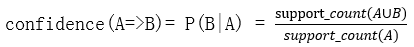 confidence(A=>B)= P(B|A) = support_count(A∪B)/support_count(A)